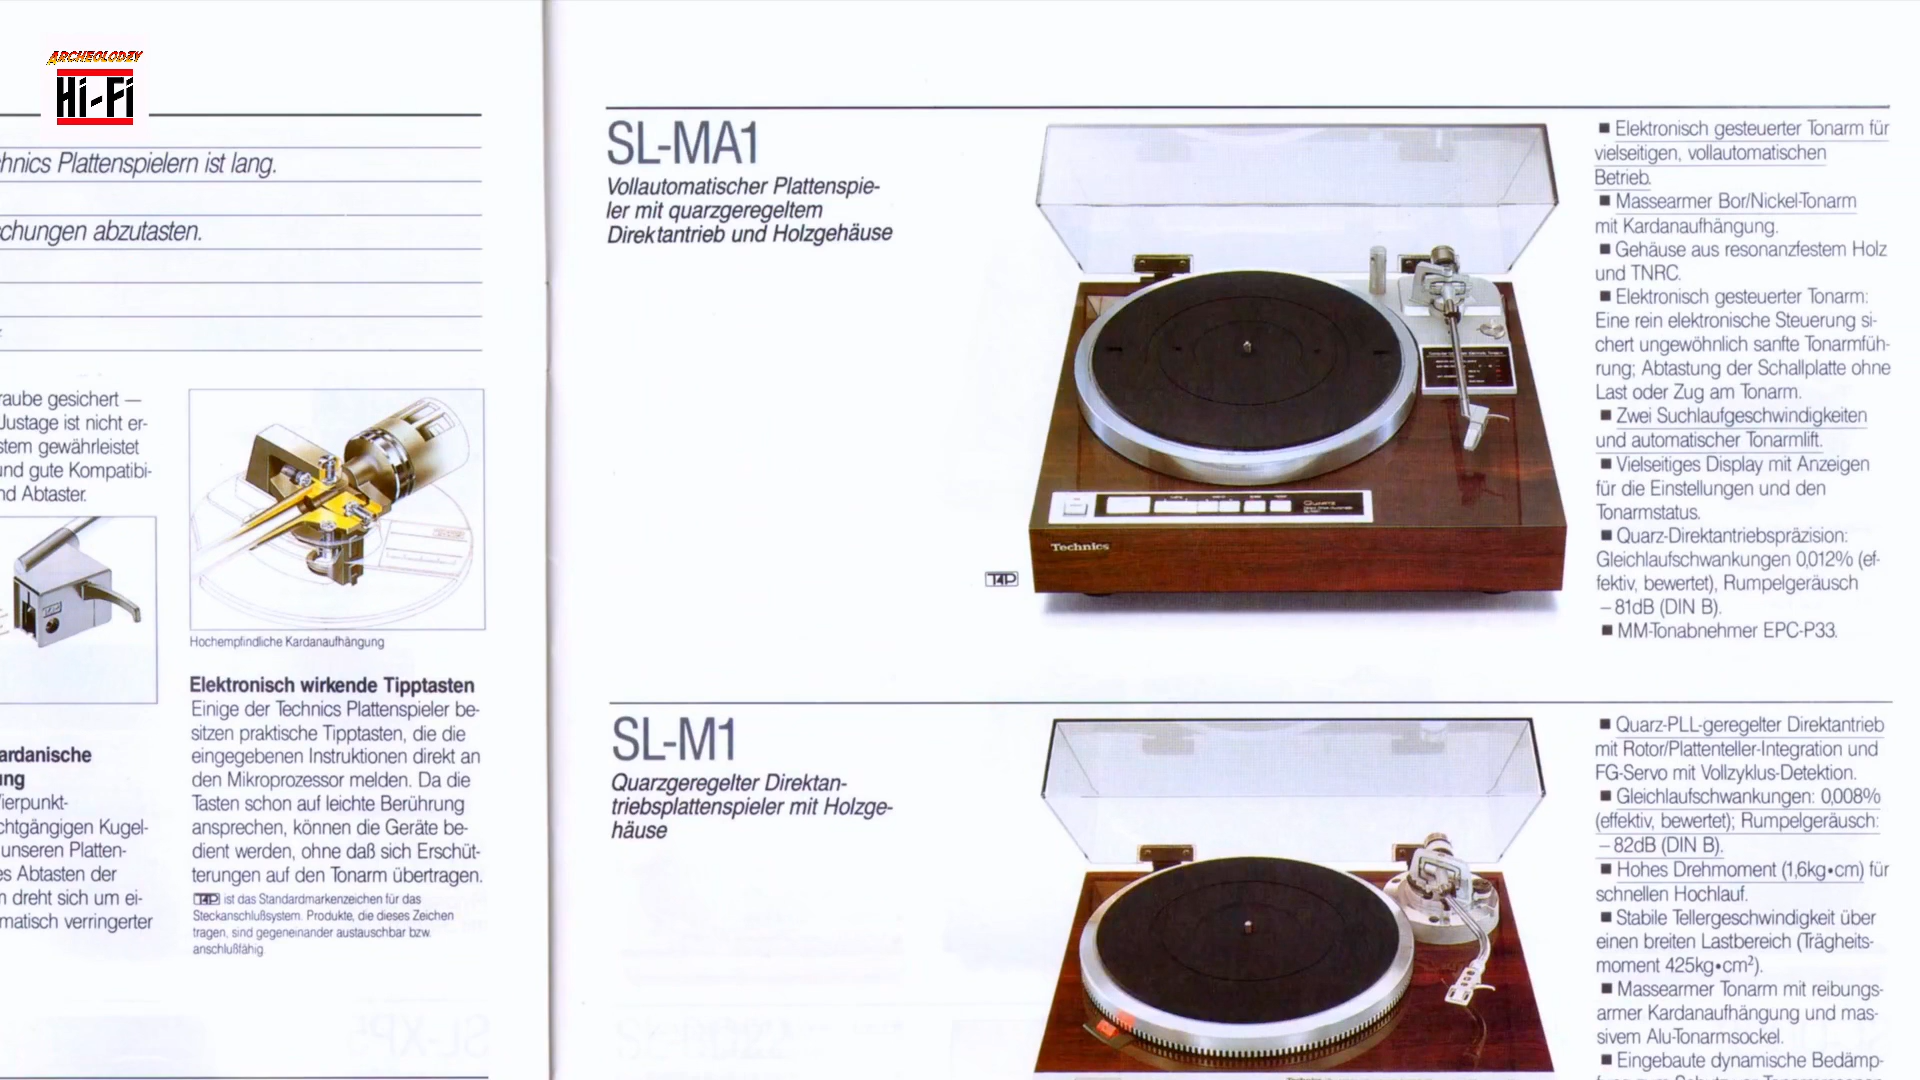 ARCHEOLODZY
Hi-Fi
hnics Plattenspielern ist lang.
chungen abzutasten.
raube gesichert —
Justage ist nicht er-
stem gewährleistet
und gute Kompatibi-
nd Abtaster.
ardanische
ung
ierpunkt-
chtgängigen Kugel-
unseren Platten-
es Abtasten der
n dreht sich um ei-
matisch verringerter
Hochempfindliche Kardanaufhängung
Elektronisch wirkende Tipptasten
Einige der Technics Plattenspieler be-
sitzen praktische Tipptasten, die die
eingegebenen Instruktionen direkt an
den Mikroprozessor melden. Da die
Tasten schon auf leichte Berührung
ansprechen, können die Geräte be-
dient werden, ohne daß sich Erschüt-
terungen auf den Tonarm übertragen.
T4P ist das Standardmarkenzeichen für das
Steckanschlußsystem. Produkte, die dieses Zeichen
tragen, sind gegeneinander austauschbar bzw.
anschlußfähig
SL-MA1
Vollautomatischer Plattenspie-
ler mit quarzgeregeltem
Direktantrieb und Holzgehäuse
Quartz
Technics
T4P
■ Elektronisch gesteuerter Tonarm für
vielseitigen, vollautomatischen
Betrieb.
■ Massearmer Bor/Nickel-Tonarm
mit Kardanaufhängung.
■ Gehäuse aus resonanzfestem Holz
und TNRC.
■ Elektronisch gesteuerter Tonarm:
Eine rein elektronische Steuerung si-
chert ungewöhnlich sanfte Tonarmfüh-
rung; Abtastung der Schallplatte ohne
Last oder Zug am Tonarm.
■ Zwei Suchlaufgeschwindigkeiten
und automatischer Tonarmlift.
■ Vielseitiges Display mit Anzeigen
für die Einstellungen und den
Tonarmstatus.
■ Quarz-Direktantriebspräzision:
Gleichlaufschwankungen 0,012% (ef-
fektiv, bewertet), Rumpelgeräusch
– 81dB (DIN B).
■ MM-Tonabnehmer EPC-P33.
SL-M1
Quarzgeregelter Direktan-
triebsplattenspieler mit Holzge-
häuse
■ Quarz-PLL-geregelter Direktantrieb
mit Rotor/Plattenteller-Integration und
FG-Servo mit Vollzyklus-Detektion.
■ Gleichlaufschwankungen: 0,008%
(effektiv, bewertet); Rumpelgeräusch:
– 82dB (DIN B).
■ Hohes Drehmoment (1,6kg•cm) für
schnellen Hochlauf.
■ Stabile Tellergeschwindigkeit über
einen breiten Lastbereich (Trägheits-
moment 425kg•cm²).
■ Massearmer Tonarm mit reibungs-
armer Kardanaufhängung und mas-
sivem Alu-Tonarmsockel.
■ Eingebaute dynamische Bedämp-